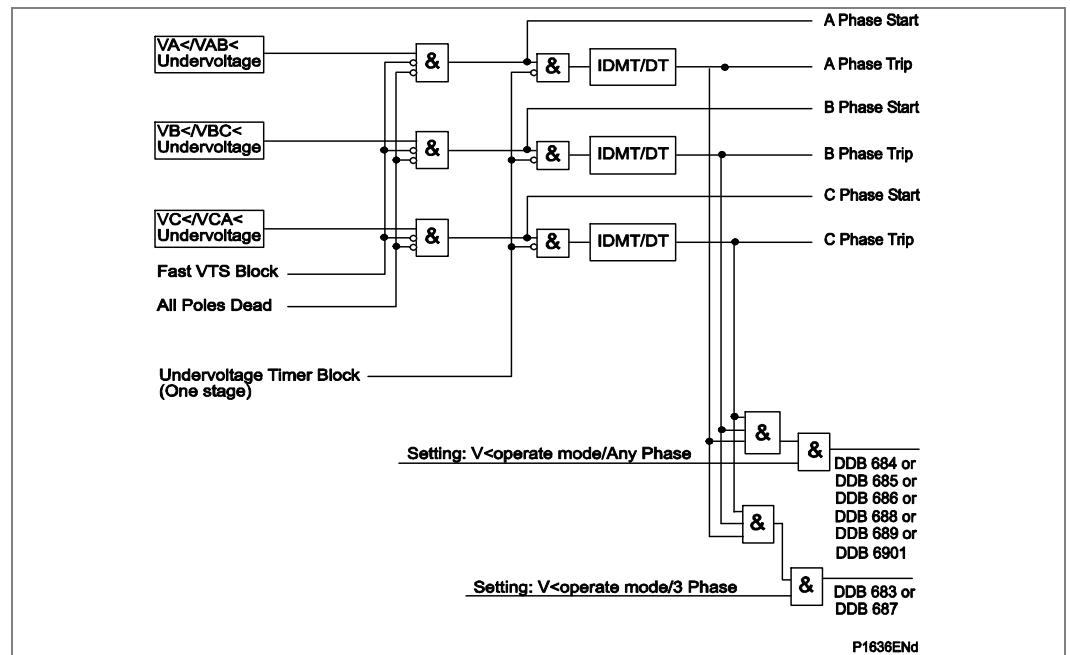 A Phase Start
VA</VAB<
Undervoltage
&
&
IDMT/DT
A Phase Trip
B Phase Start
VB</VBC<
Undervoltage
&
&
IDMT/DT
B Phase Trip
C Phase Start
VC</VCA<
Undervoltage
&
&
IDMT/DT
C Phase Trip
Fast VTS Block
All Poles Dead
Undervoltage Timer Block
(One stage)
&
Setting: V<operate mode/Any Phase
&
DDB 684 or
DDB 685 or
DDB 686 or
DDB 688 or
DDB 689 or
DDB 6901
&
Setting: V<operate mode/3 Phase
&
DDB 683 or
DDB 687
P1636ENd